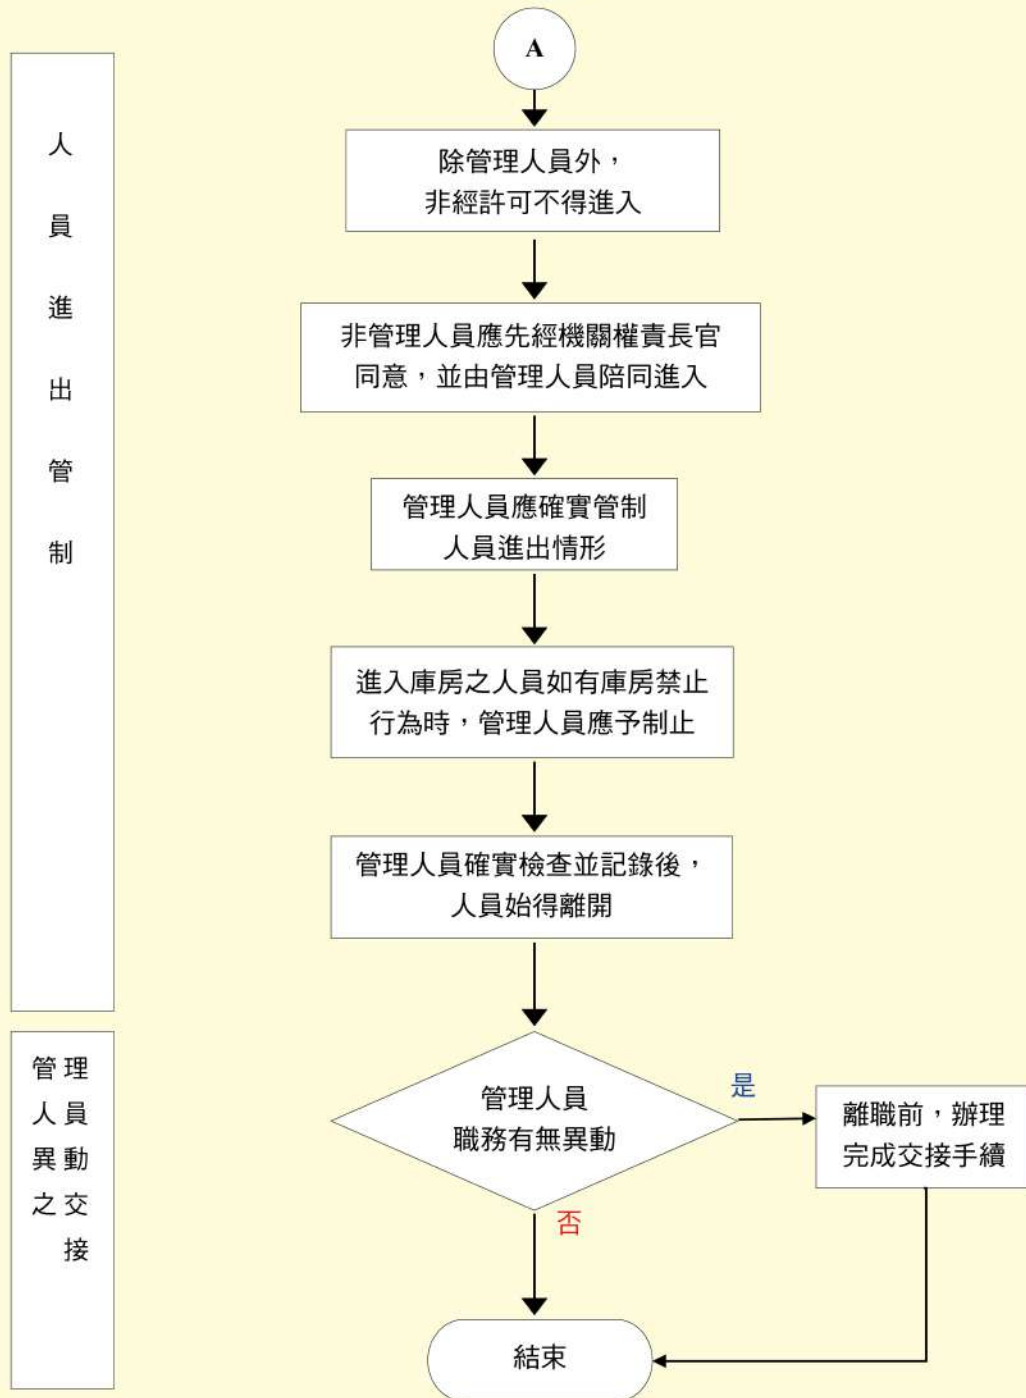 A
人員進出管制
除管理人員外，
非經許可不得進入
非管理人員應先經機關權責長官
同意，並由管理人員陪同進入
管理人員應確實管制
人員進出情形
進入庫房之人員如有庫房禁止
行為時，管理人員應予制止
管理人員確實檢查並記錄後，
人員始得離開
管理人員異動之交接
管理人員
職務有無異動
是
離職前，辦理
完成交接手續
否
結束